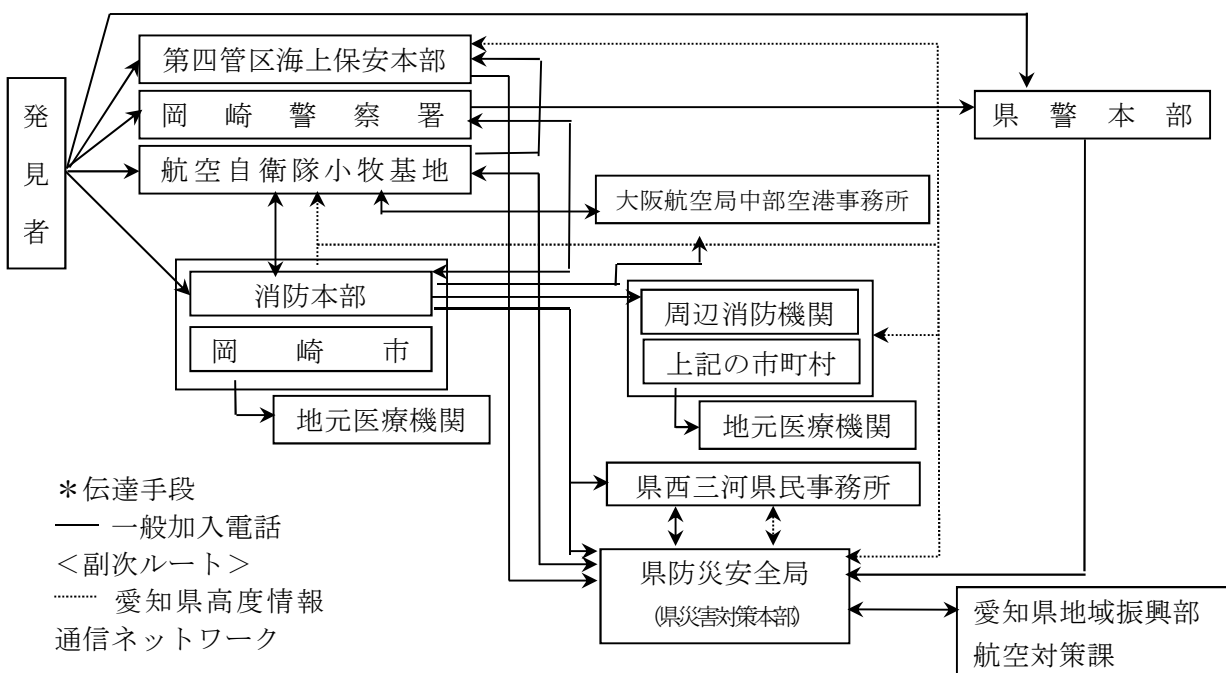 第四管区海上保安本部
発見者
岡崎警察署
県警本部
航空自衛隊小牧基地
大阪航空局中部空港事務所
消防本部
周辺消防機関
岡崎市
上記の市町村
地元医療機関
地元医療機関
県西三河県民事務所
＊伝達手段
一般加入電話
＜副次ルート＞
愛知県高度情報
通信ネットワーク
県防災安全局
（県災害対策本部）
愛知県地域振興部
航空対策課